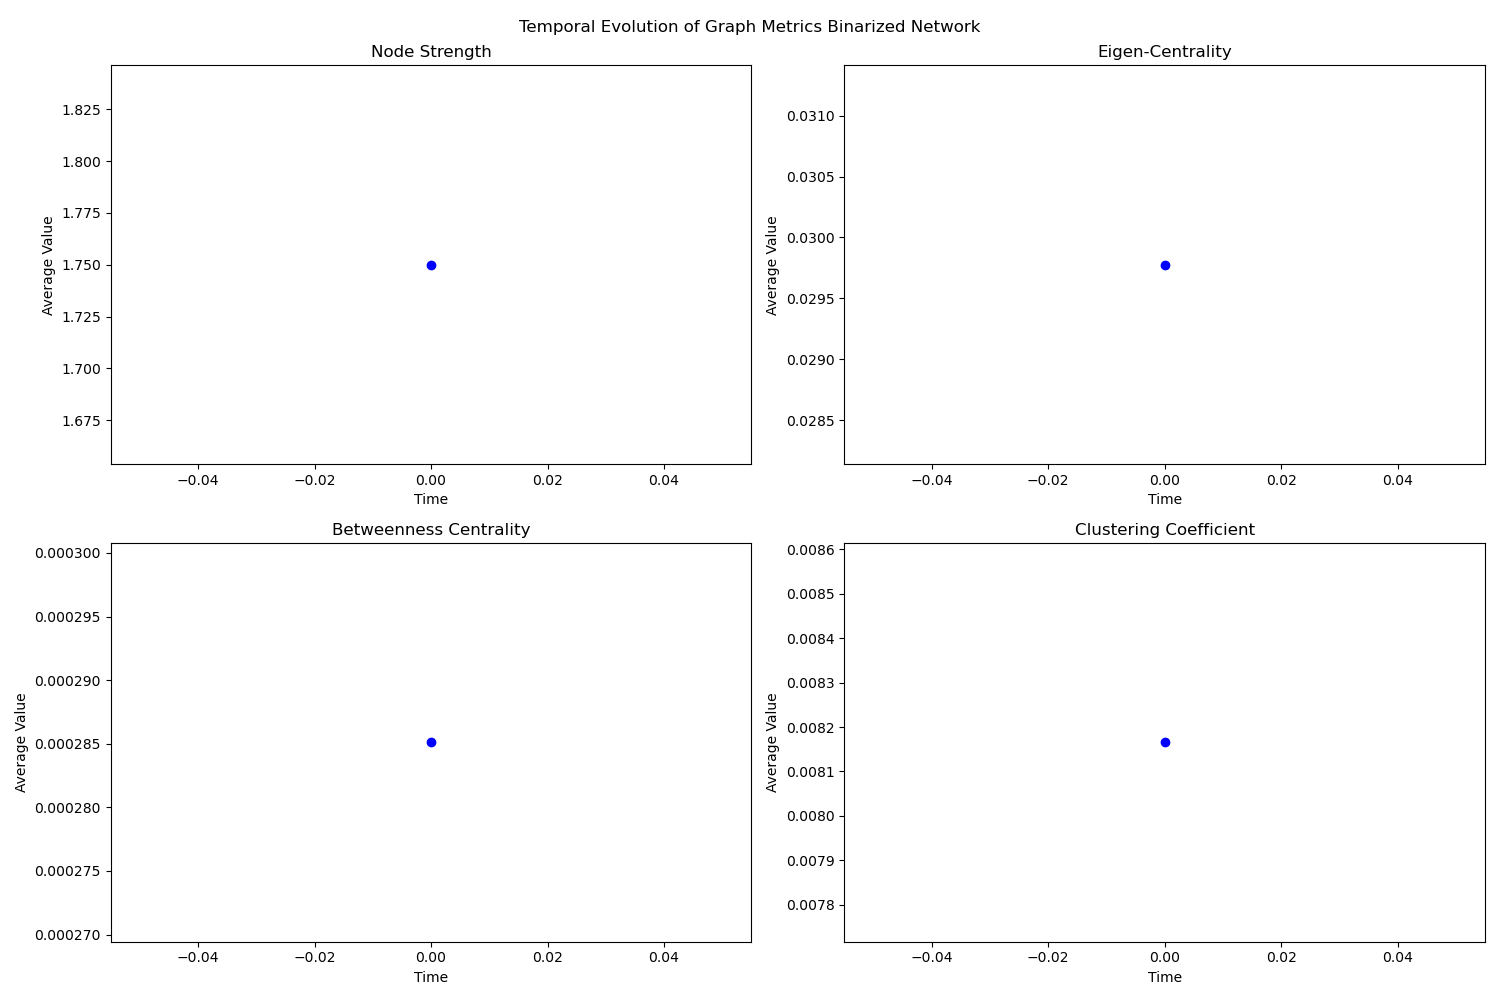 Temporal Evolution of Graph Metrics Binarized Network
Node Strength
1.825
1.800
1.775
1.750
1.725
1.700
1.675
Average Value
−0.04 −0.02 0.00 0.02 0.04
Time
Eigen-Centrality
0.0310
0.0305
0.0300
0.0295
0.0290
0.0285
Average Value
−0.04 −0.02 0.00 0.02 0.04
Time
Betweenness Centrality
0.000300
0.000295
0.000290
0.000285
0.000280
0.000275
0.000270
Average Value
−0.04 −0.02 0.00 0.02 0.04
Time
Clustering Coefficient
0.0086
0.0085
0.0084
0.0083
0.0082
0.0081
0.0080
0.0079
0.0078
Average Value
−0.04 −0.02 0.00 0.02 0.04
Time